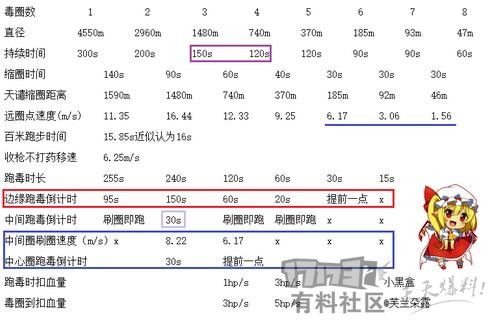 毒圈数 1 2 3 4 5 6 7 8
直径 4550m 2960m 1480m 740m 370m 185m 93m 47m
持续时间 300s 200s 150s 120s 120s 90s 90s 60s
缩圈时间 140s 90s 60s 40s 30s 30s 30s
天谴缩圈距离 1590m 1480m 740m 370m 185m 92m 46m
远圈点速度(m/s) 11.35 16.44 12.33 9.25 6.17 3.06 1.56
百米跑步时间 15.85s近似认为16s
收枪不打药移速 6.25m/s
跑毒时长 255s 240s 120s 60s 30s 15s
边缘跑毒倒计时 95s 150s 60s 20s 提前一点 x
中间跑毒倒计时 刷圈即跑 30s 刷圈即跑 刷圈即跑 x x
中间圈刷圈速度(m/s) x 8.22 6.17 x x x
中心圈跑毒倒计时 30s 提前一点
跑毒时扣血量 1hp/s 3hp/s 小黑盒
毒圈到扣血量 3hp/s 5hp/s @芙兰朵露
有料社区
天天爆料!